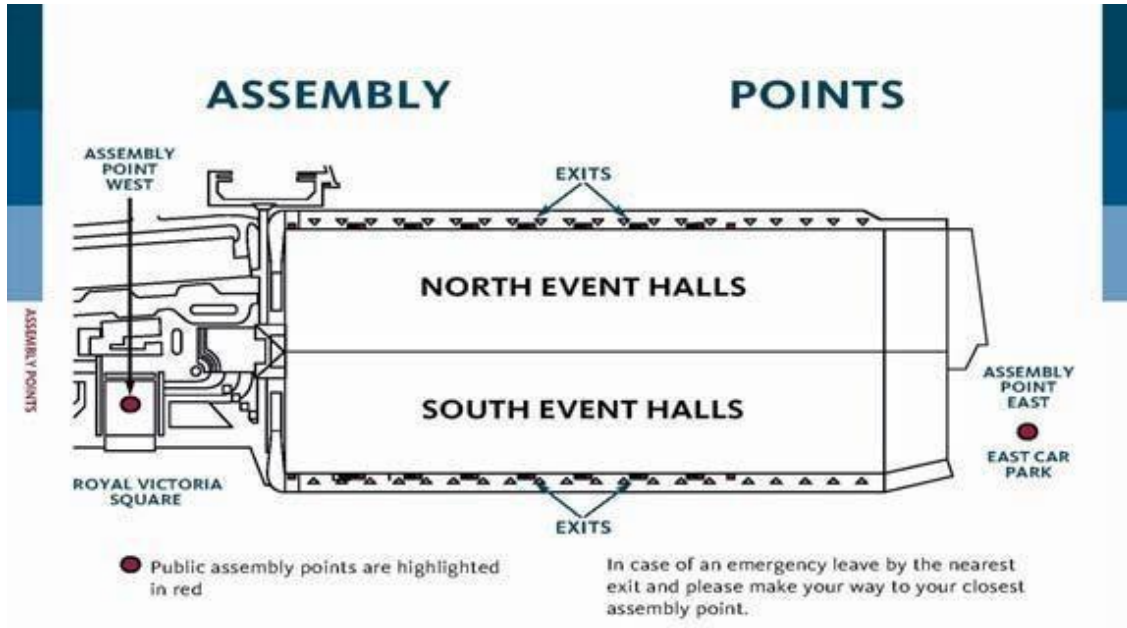 ASSEMBLY POINTS
ASSEMBLY
POINT
WEST
EXITS
NORTH EVENT HALLS
ASSEMBLY POINTS
SOUTH EVENT HALLS
ASSEMBLY
POINT
EAST
EAST CAR
PARK
ROYAL VICTORIA
SQUARE
EXITS
Public assembly points are highlighted
in red
In case of an emergency leave by the nearest
exit and please make your way to your closest
assembly point.